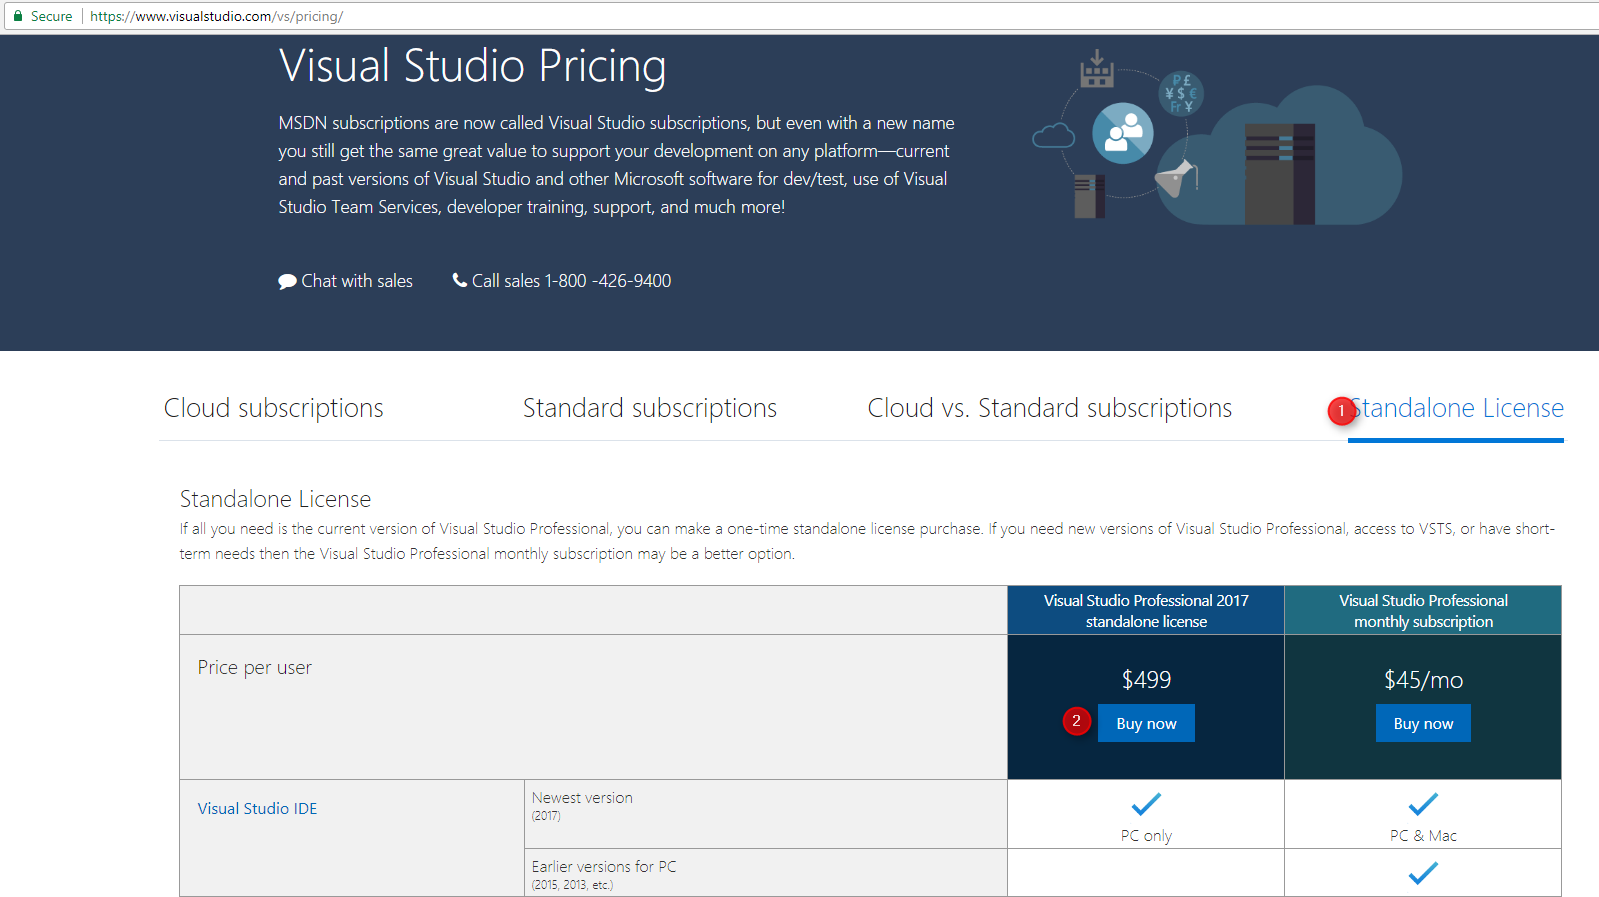 Secure https://www.visualstudio.com/vs/pricing/
Visual Studio Pricing
MSDN subscriptions are now called Visual Studio subscriptions, but even with a new name
you still get the same great value to support your development on any platform—current
and past versions of Visual Studio and other Microsoft software for dev/test, use of Visual
Studio Team Services, developer training, support, and much more!
₽ £
¥ $ €
Fr ¥
Chat with sales Call sales 1-800 -426-9400
Cloud subscriptions Standard subscriptions Cloud vs. Standard subscriptions 1 Standalone License
Standalone License
If all you need is the current version of Visual Studio Professional, you can make a one-time standalone license purchase. If you need new versions of Visual Studio Professional, access to VSTS, or have short-
term needs then the Visual Studio Professional monthly subscription may be a better option.
Visual Studio Professional 2017
standalone license
Visual Studio Professional
monthly subscription
Price per user
$499
2 Buy now
$45/mo
Buy now
Visual Studio IDE
Newest version
(2017)
PC only
PC & Mac
Earlier versions for PC
(2015, 2013, etc.)